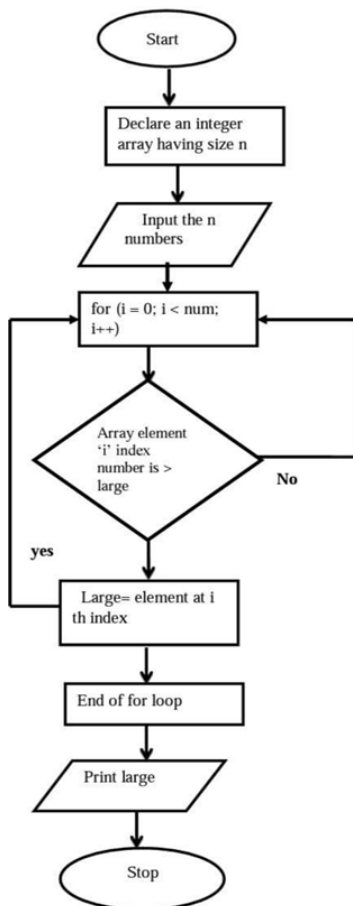 Start
Declare an integer
array having size n
Input the n
numbers
for (i = 0; i < num;
i++)
Array element
‘i’ index
number is >
large
No
yes
Large= element at i
th index
End of for loop
Print large
Stop